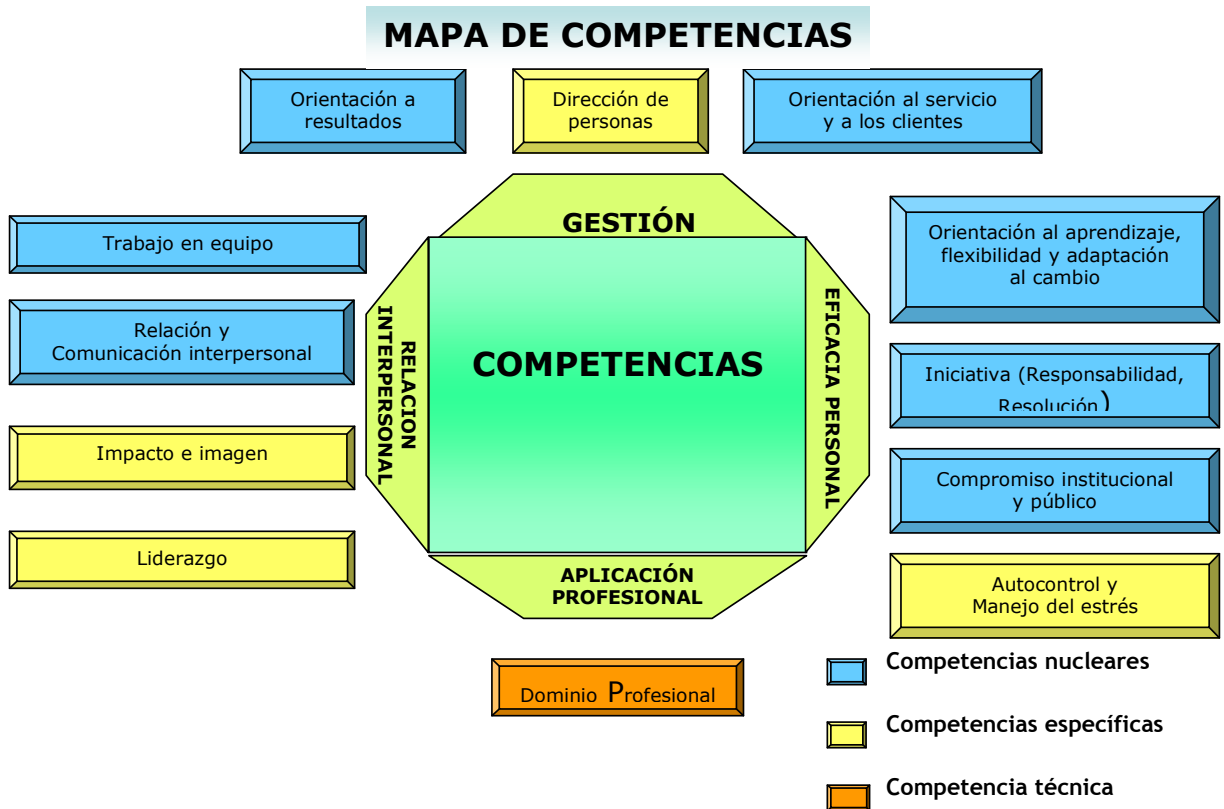 MAPA DE COMPETENCIAS
Orientación a
resultados
Dirección de
personas
Orientación al servicio
y a los clientes
GESTIÓN
Trabajo en equipo
Relación y
Comunicación interpersonal
Impacto e imagen
Liderazgo
RELACION
INTERPERSONAL
COMPETENCIAS
EFICACIA PERSONAL
Orientación al aprendizaje,
flexibilidad y adaptación
al cambio
Iniciativa (Responsabilidad,
Resolución)
Compromiso institucional
y público
Autocontrol y
Manejo del estrés
APLICACIÓN
PROFESIONAL
Dominio Profesional
Competencias nucleares
Competencias específicas
Competencia técnica